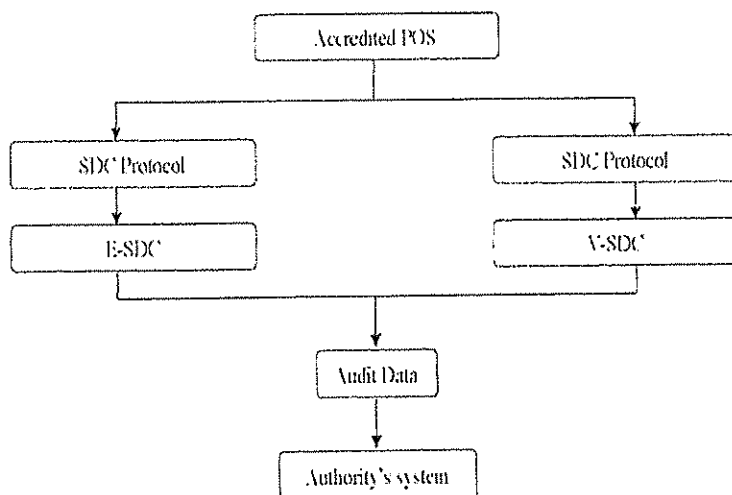 Accredited POS
SDC Protocol
SDC Protocol
E-SDC
V-SDC
Audit Data
Authority's system